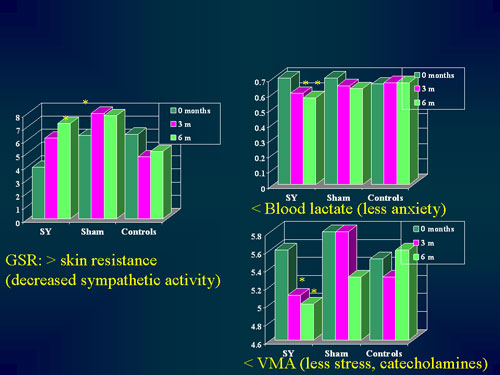 8
7
6
5
4
3
2
1
0
SY Sham Controls
0 months
3 m
6 m
*
*
GSR: > skin resistance
(decreased sympathetic activity)
0.7
0.6
0.5
0.4
0.3
0.2
0.1
0
SY Sham Controls
0 months
3 m
6 m
* *
< Blood lactate (less anxiety)
5.8
5.6
5.4
5.2
5
4.8
4.6
SY Sham Controls
0 months
3 m
6 m
*
*
< VMA (less stress, catecholamines)